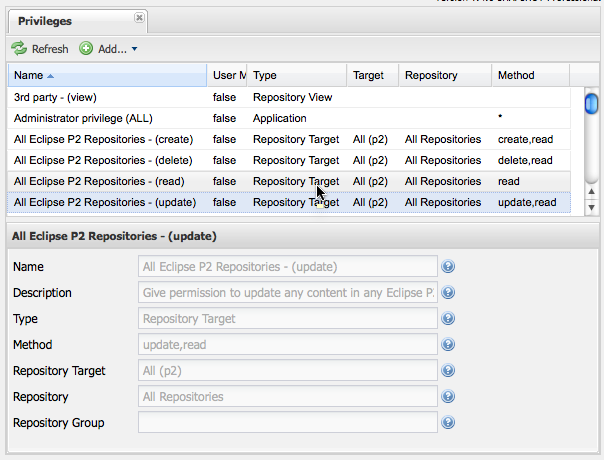 Privileges
Refresh Add...
Name User M Type Target Repository Method
3rd party - (view) false Repository View
Administrator privilege (ALL) false Application *
All Eclipse P2 Repositories - (create) false Repository Target All (p2) All Repositories create,read
All Eclipse P2 Repositories - (delete) false Repository Target All (p2) All Repositories delete,read
All Eclipse P2 Repositories - (read) false Repository Target All (p2) All Repositories read
All Eclipse P2 Repositories - (update) false Repository Target All (p2) All Repositories update,read
All Eclipse P2 Repositories - (update)
Name All Eclipse P2 Repositories - (update)
Description Give permission to update any content in any Eclipse P
Type Repository Target
Method update,read
Repository Target All (p2)
Repository All Repositories
Repository Group